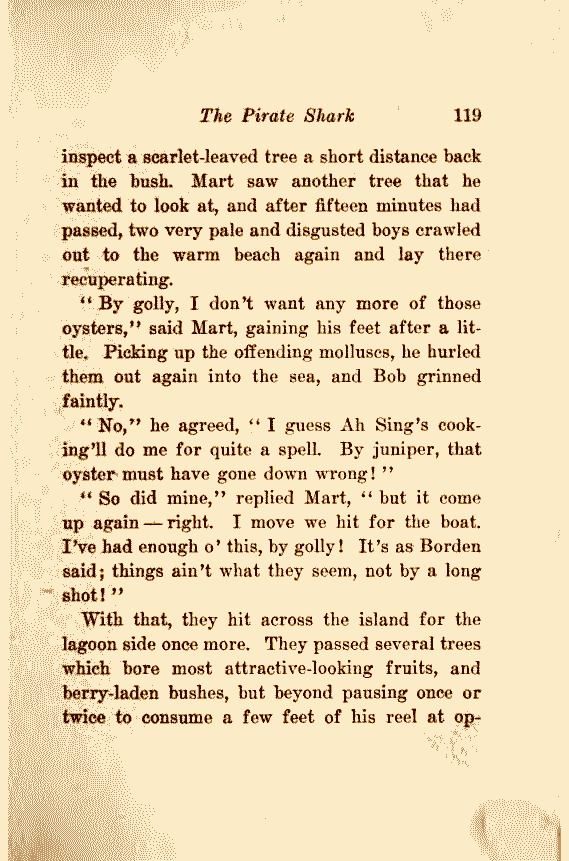 The Pirate Shark 119
inspect a scarlet-leaved tree a short distance back
in the bush. Mart saw another tree that he
wanted to look at, and after fifteen minutes had
passed, two very pale and disgusted boys crawled
out to the warm beach again and lay there
recuperating.
"By golly, I don't want any more of those
oysters," said Mart, gaining his feet after a lit-
tle. Picking up the offending molluscs, he hurled
them out again into the sea, and Bob grinned
faintly.
"No," he agreed, "I guess Ah Sing's cook-
ing'll do me for quite a spell. By juniper, that
oyster must have gone down wrong!"
"So did mine," replied Mart, "but it come
up again — right. I move we hit for the boat.
I've had enough o' this, by golly! It's as Borden
said; things ain't what they seem, not by a long
shot!"
With that, they hit across the island for the
lagoon side once more. They passed several trees
which bore most attractive-looking fruits, and
berry-laden bushes, but beyond pausing once or
twice to consume a few feet of his reel at op-